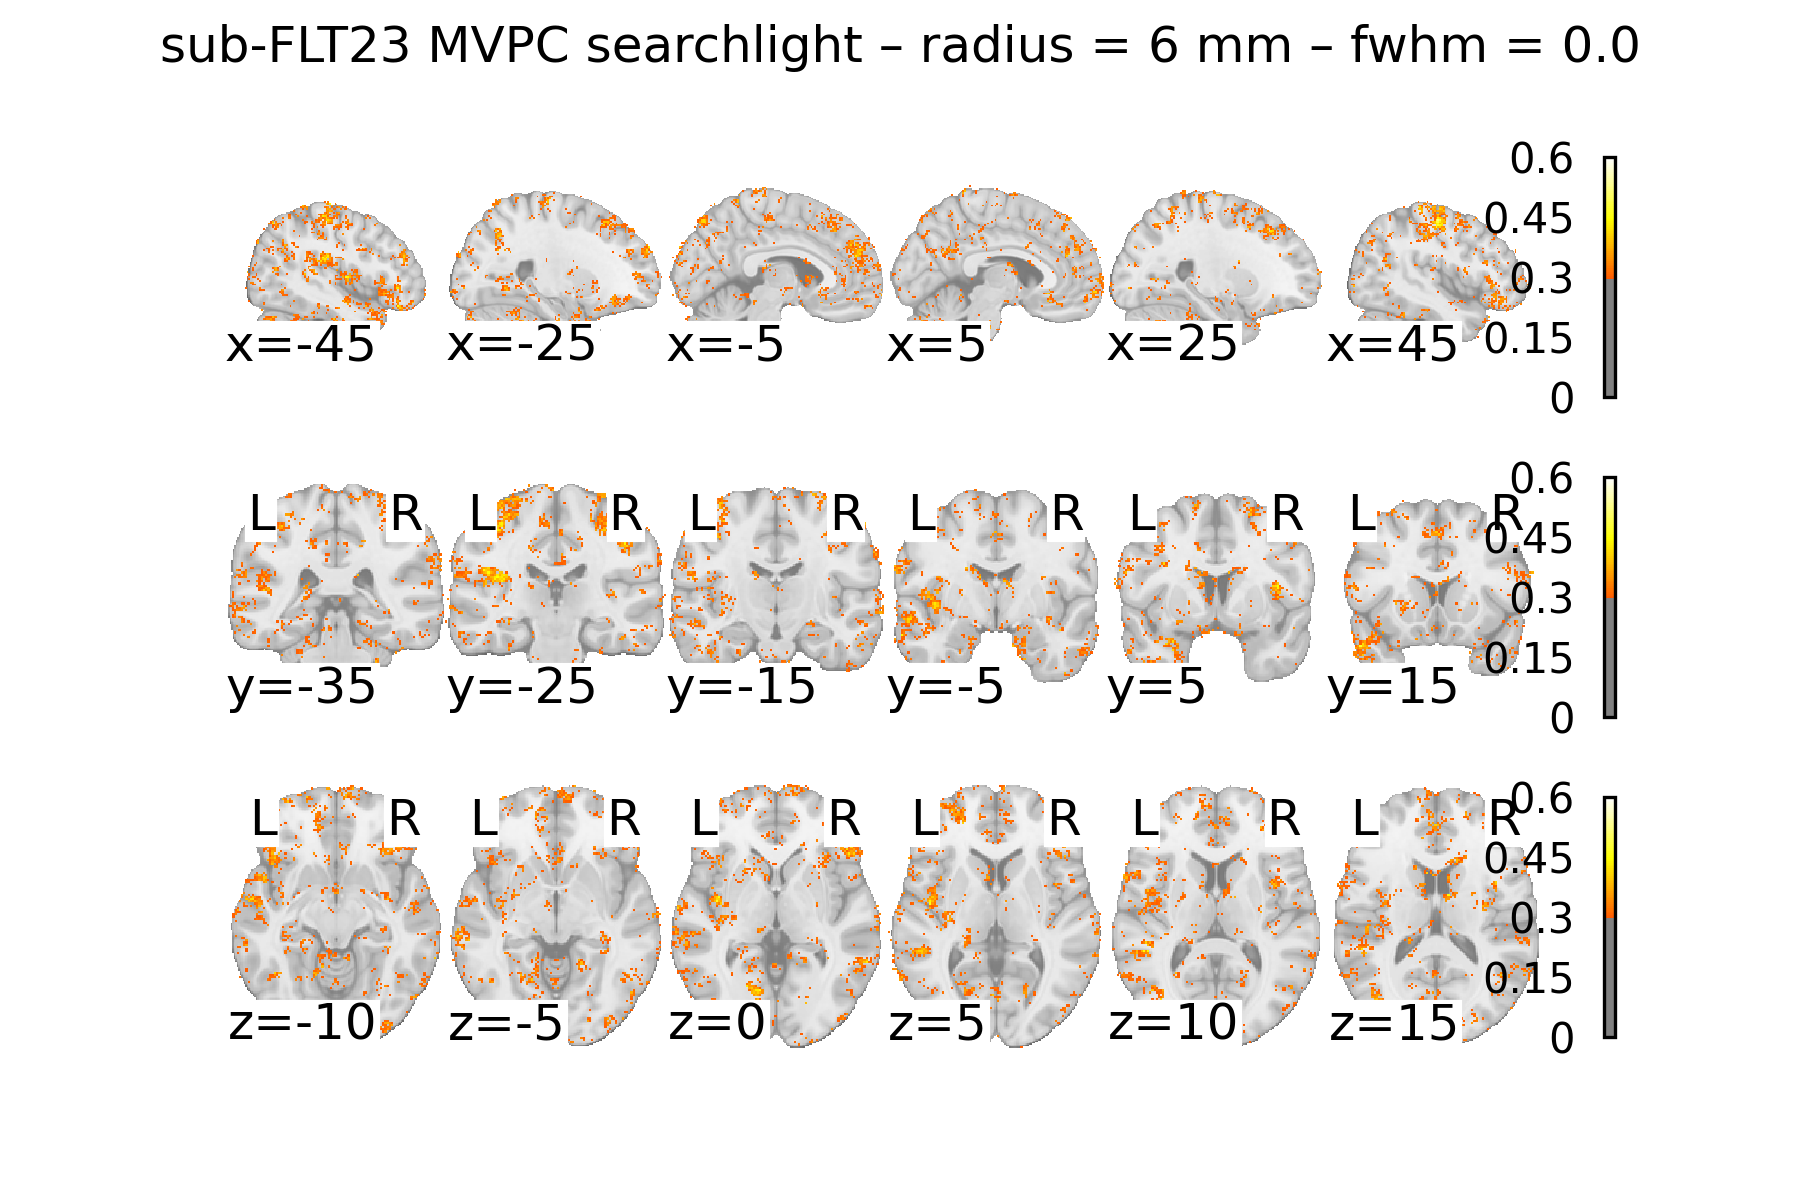 sub-FLT23 MVPC searchlight – radius = 6 mm – fwhm = 0.0
0.6
0.45
0.3
0.15
0
x=-45 x=-25 x=-5 x=5 x=25 x=45
0.6
L R L R L R L R L R L R
0.45
0.3
0.15
0
y=-35 y=-25 y=-15 y=-5 y=5 y=15
0.6
L R L R L R L R L R L R
0.45
0.3
0.15
0
z=-10 z=-5 z=0 z=5 z=10 z=15